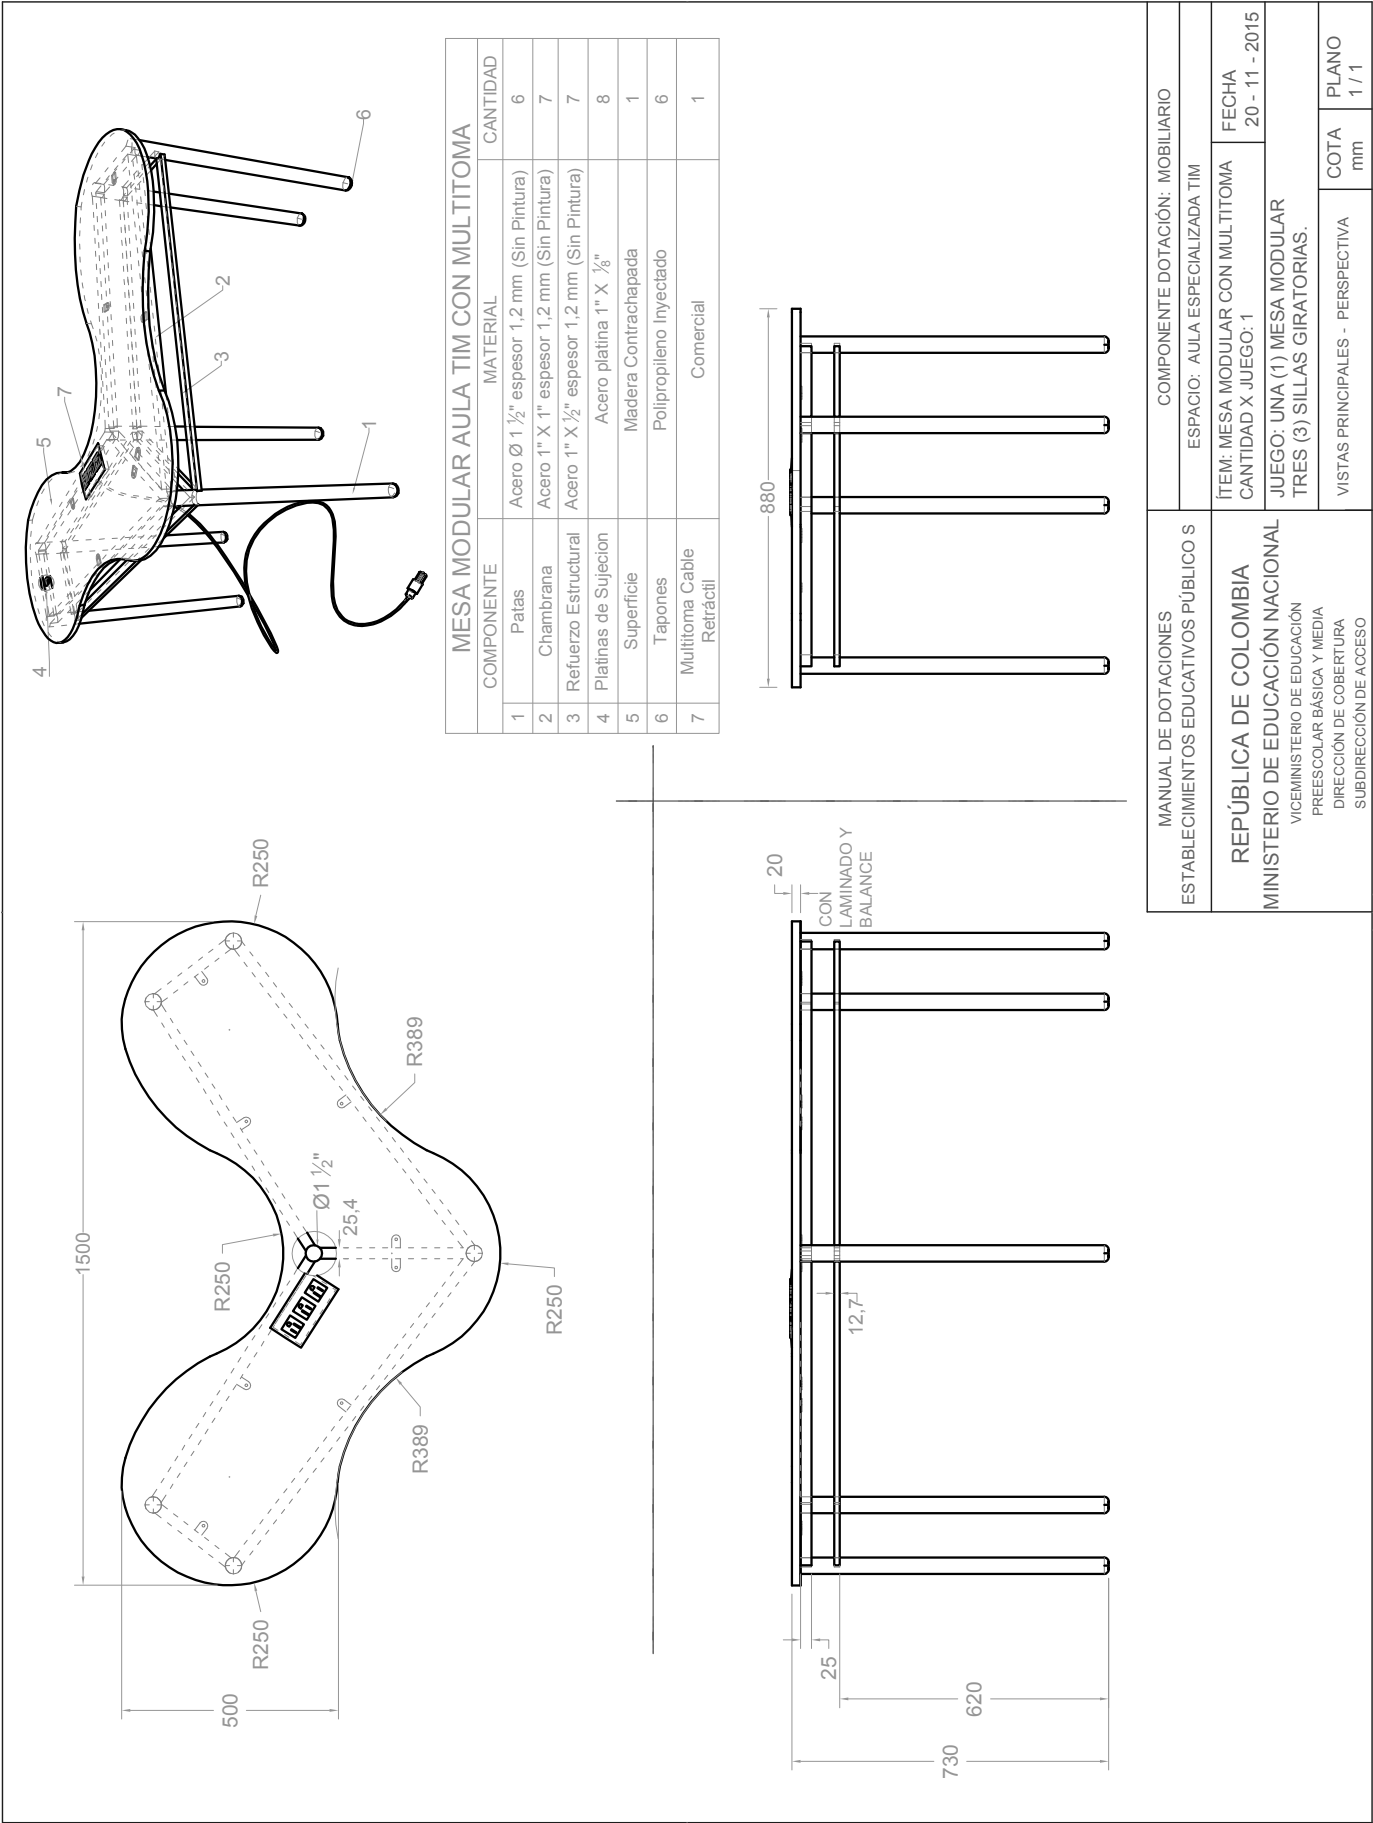 1500
R250
R250
R250
R250
R389
R389
Ø1 ½"
25,4
500
4
5
7
3
2
1
6
MESA MODULAR AULA TIM CON MULTITOMA
COMPONENTE MATERIAL CANTIDAD
1 Patas Acero Ø 1 ½" espesor 1,2 mm (Sin Pintura) 6
2 Chambrana Acero 1" X 1" espesor 1,2 mm (Sin Pintura) 7
3 Refuerzo Estructural Acero 1" X ½" espesor 1,2 mm (Sin Pintura) 7
4 Platinas de Sujecion Acero platina 1" X ⅛" 8
5 Superficie Madera Contrachapada 1
6 Tapones Polipropileno Inyectado 6
7 Multitoma Cable
Retráctil Comercial 1
20
CON
LAMINADO Y
BALANCE
12,7
25
620
730
880
MANUAL DE DOTACIONES
ESTABLECIMIENTOS EDUCATIVOS PÚBLICO S
REPÚBLICA DE COLOMBIA
MINISTERIO DE EDUCACIÓN NACIONAL
VICEMINISTERIO DE EDUCACIÓN
PREESCOLAR BÁSICA Y MEDIA
DIRECCIÓN DE COBERTURA
SUBDIRECCIÓN DE ACCESO
COMPONENTE DOTACIÓN: MOBILIARIO
ESPACIO: AULA ESPECIALIZADA TIM
ÍTEM: MESA MODULAR CON MULTITOMA
CANTIDAD X JUEGO: 1
FECHA
20 - 11 - 2015
JUEGO: UNA (1) MESA MODULAR
TRES (3) SILLAS GIRATORIAS.
VISTAS PRINCIPALES - PERSPECTIVA
COTA
mm
PLANO
1 / 1